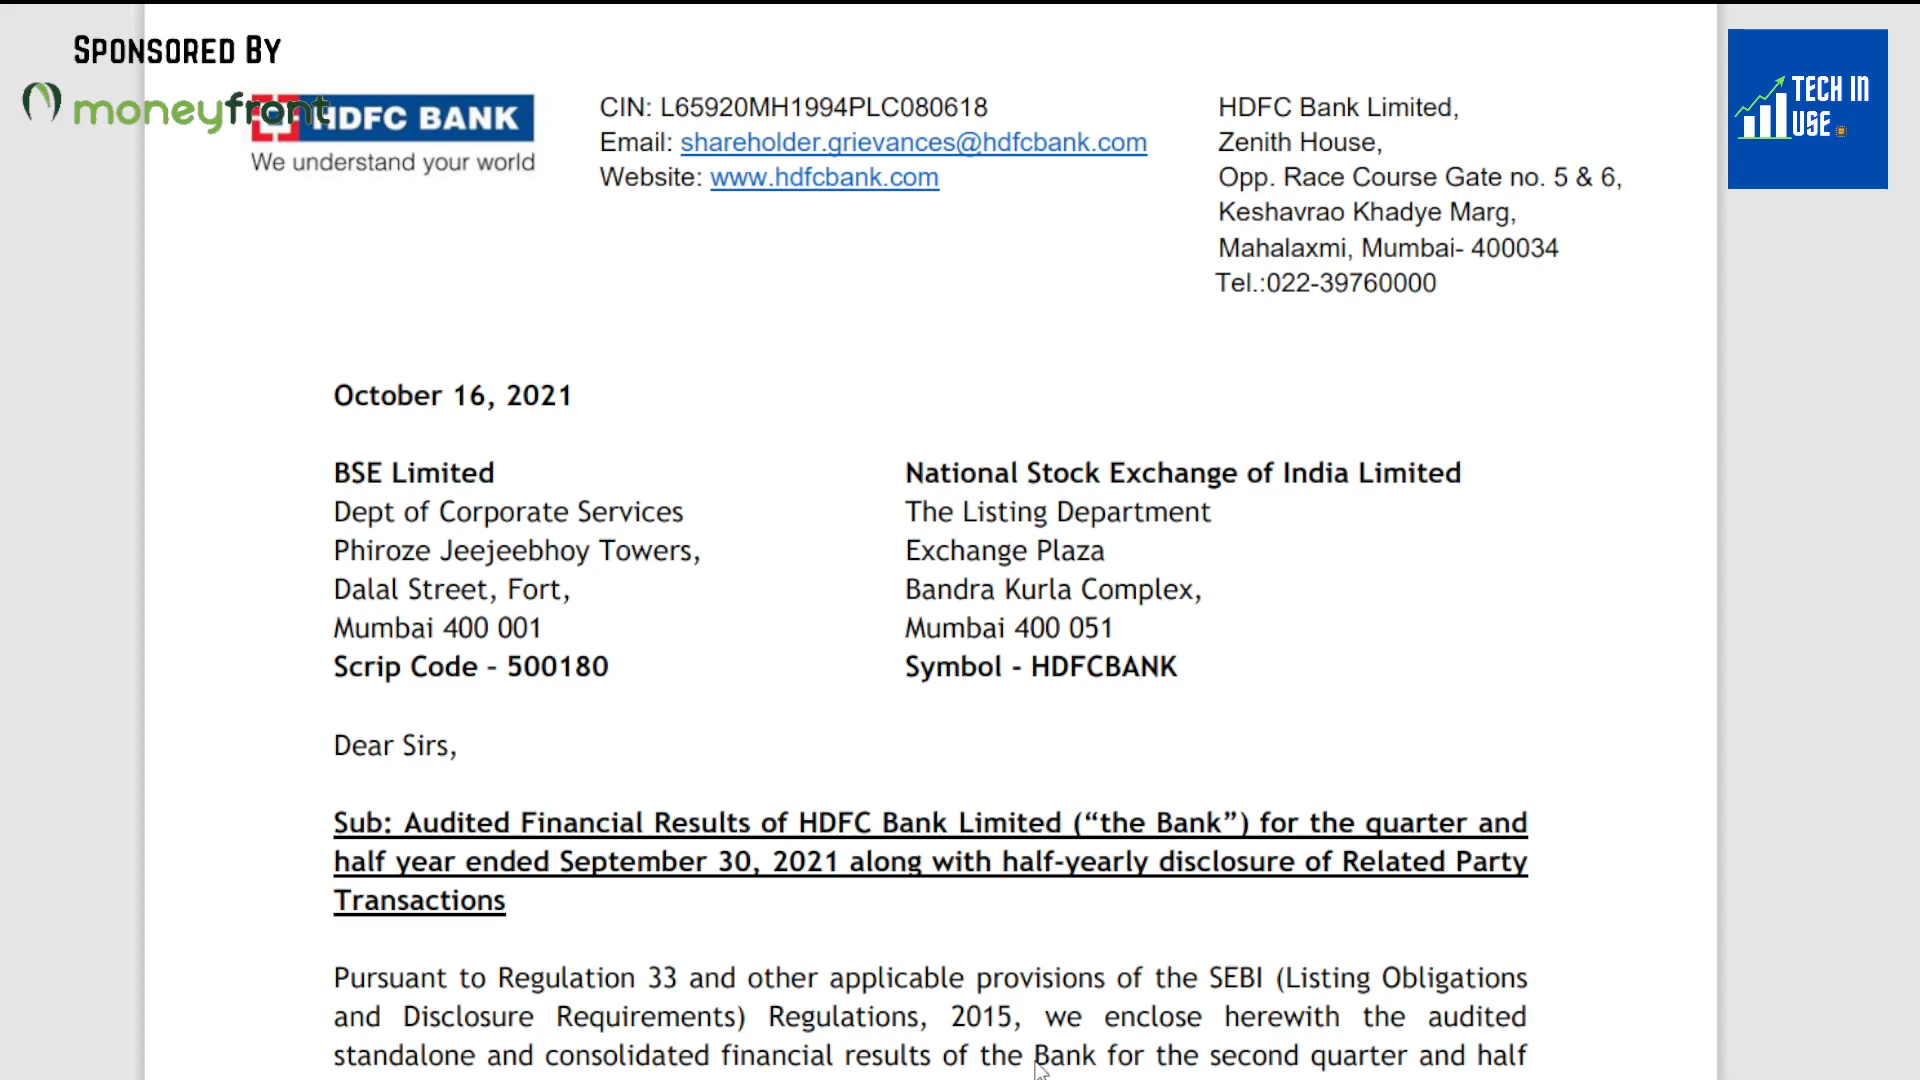 SPONSORED BY
moneyfront
HDFC BANK
We understand your world
CIN: L65920MH1994PLC080618
Email: shareholder.grievances@hdfcbank.com
Website: www.hdfcbank.com
HDFC Bank Limited,
Zenith House,
Opp. Race Course Gate no. 5 & 6,
Keshavrao Khadye Marg,
Mahalaxmi, Mumbai- 400034
Tel.:022-39760000
TECH IN
USE
October 16, 2021
BSE Limited
Dept of Corporate Services
Phiroze Jeejeebhoy Towers,
Dalal Street, Fort,
Mumbai 400 001
Scrip Code - 500180
National Stock Exchange of India Limited
The Listing Department
Exchange Plaza
Bandra Kurla Complex,
Mumbai 400 051
Symbol - HDFCBANK
Dear Sirs,
Sub: Audited Financial Results of HDFC Bank Limited (“the Bank”) for the quarter and
half year ended September 30, 2021 along with half-yearly disclosure of Related Party
Transactions
Pursuant to Regulation 33 and other applicable provisions of the SEBI (Listing Obligations
and Disclosure Requirements) Regulations, 2015, we enclose herewith the audited
standalone and consolidated financial results of the Bank for the second quarter and half